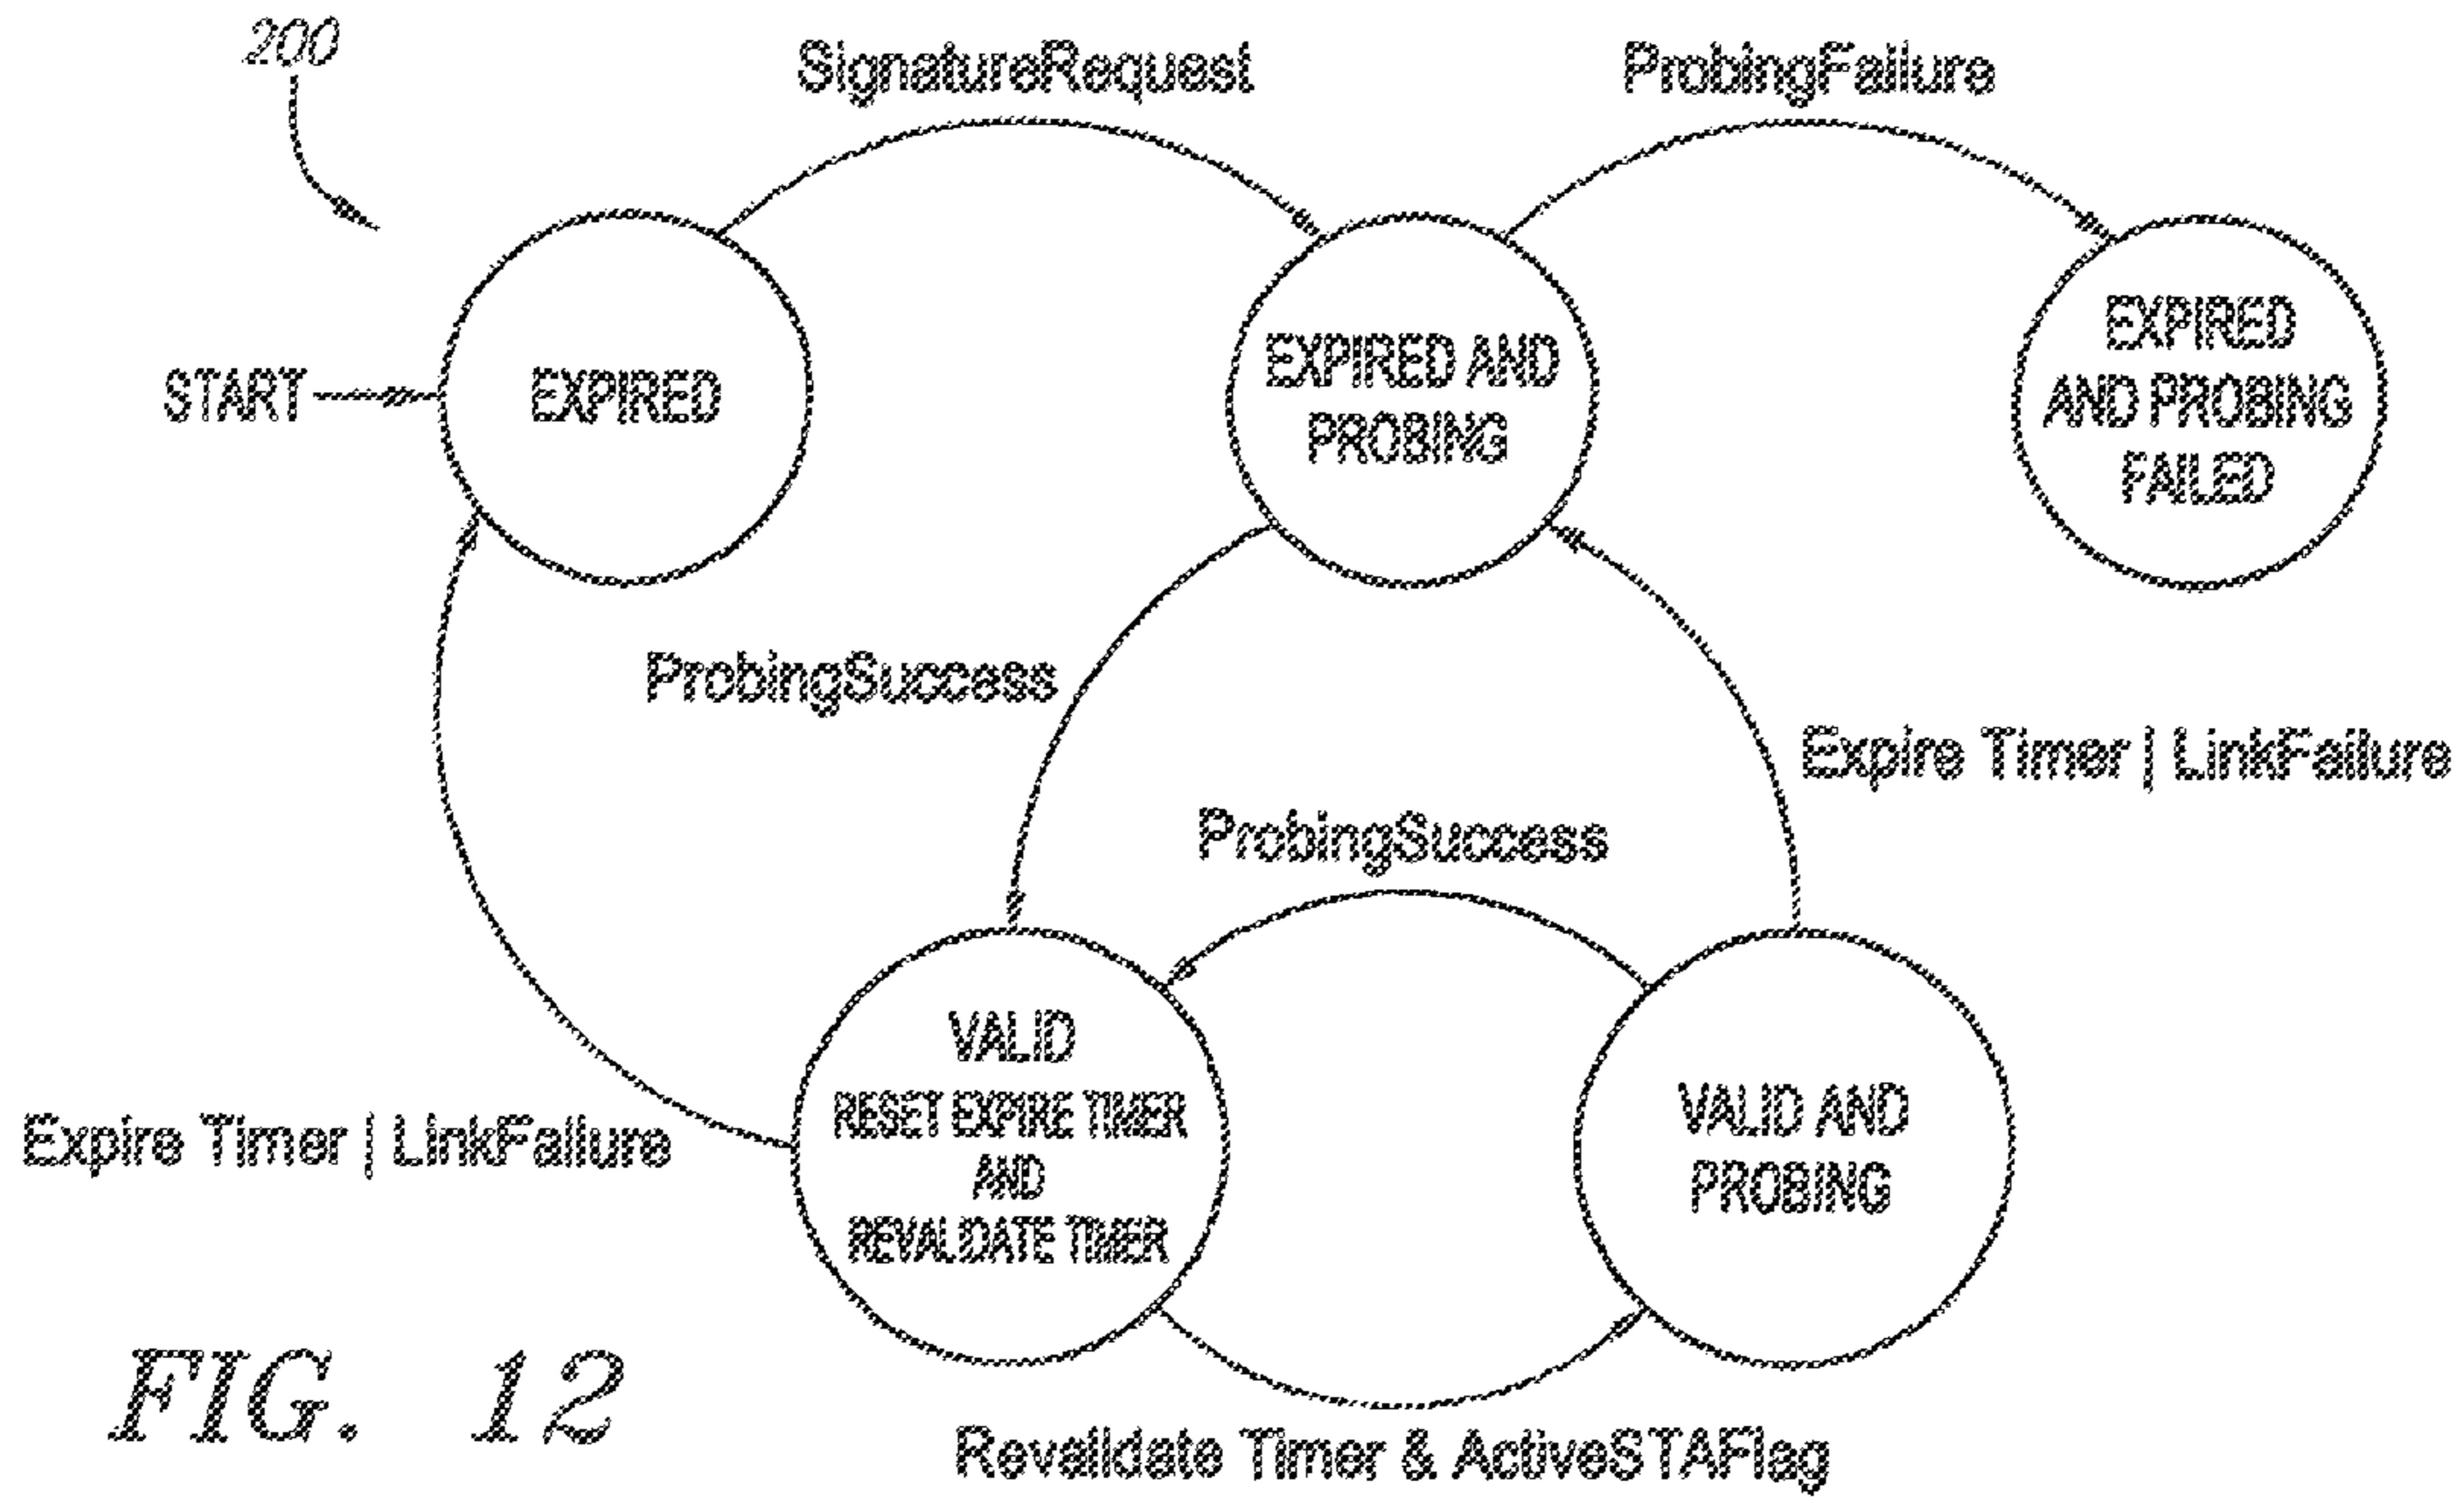 200
SignatureRequest
ProbingFailure
START
EXPIRED
EXPIRED AND
PROBING
EXPIRED
AND PROBING
FAILED
ProbingSuccess
Expire Timer | LinkFailure
ProbingSuccess
Expire Timer | LinkFailure
VALID
RESET EXPIRE TIMER
AND
REVALIDATE TIMER
VALID AND
PROBING
Revalidate Timer & ActiveSTAFlag
FIG. 12